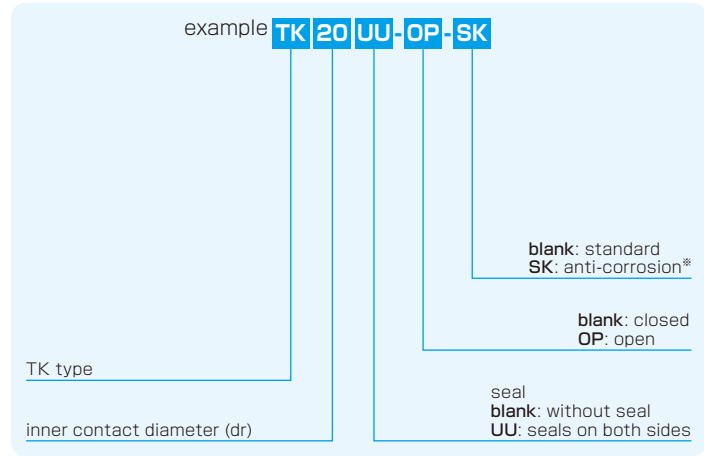 example TK 20 UU - OP - SK
blank: standard
SK: anti-corrosion※
blank: closed
OP: open
TK type
seal
blank: without seal
UU: seals on both sides
inner contact diameter (dr)